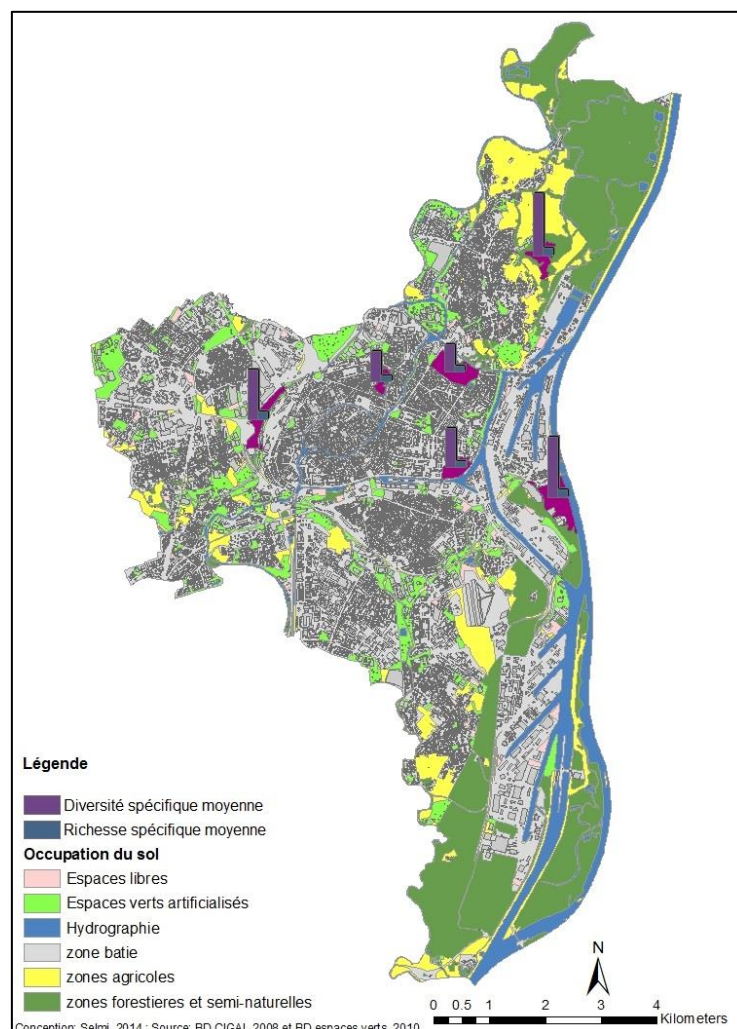 Légende
Diversité spécifique moyenne
Richesse spécifique moyenne
Occupation du sol
Espaces libres
Espaces verts artificialisés
Hydrographie
zone batie
zones agricoles
zones forestieres et semi-naturelles
N
0 0.5 1 2 3 4
Kilometers
Conception: Selmi, 2014 ; Source: BD CIGAL 2008 et BD espaces verts, 2010